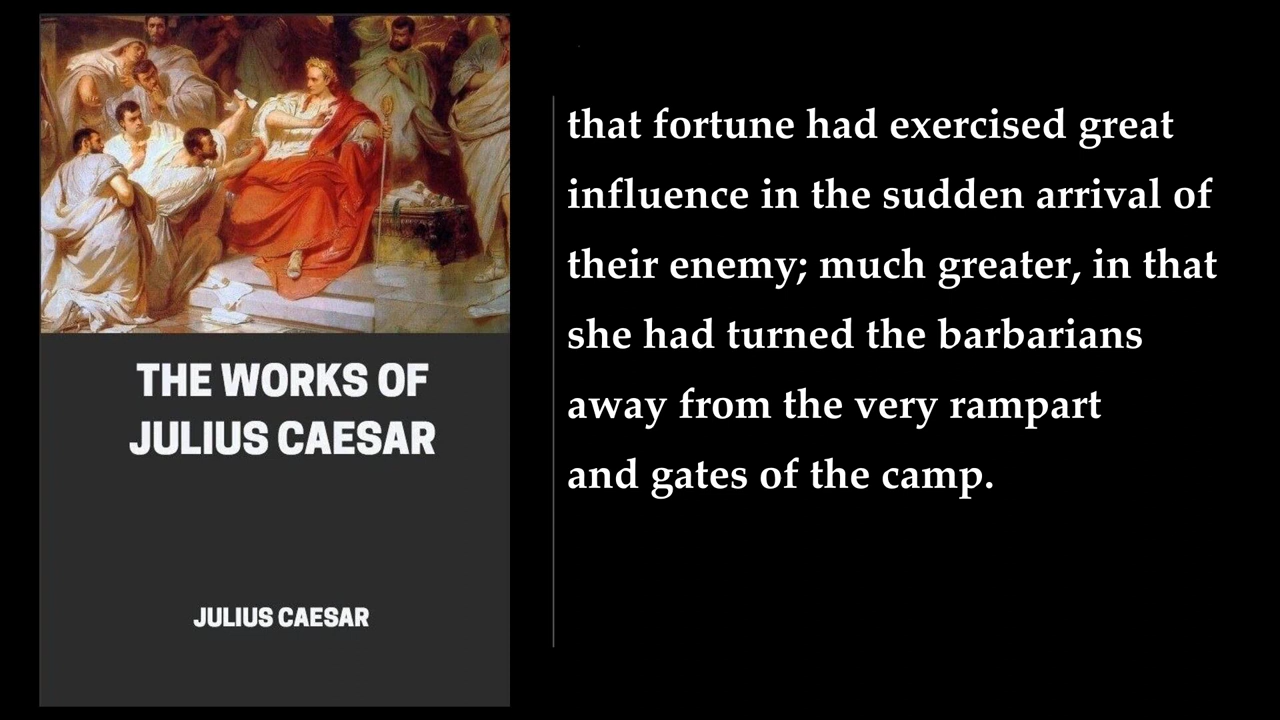 THE WORKS OF
JULIUS CAESAR
JULIUS CAESAR
that fortune had exercised great
influence in the sudden arrival of
their enemy; much greater, in that
she had turned the barbarians
away from the very rampart
and gates of the camp.